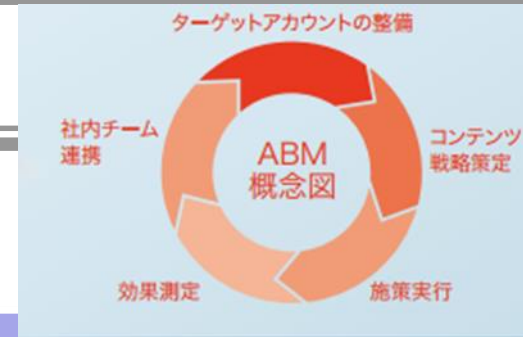 ターゲットアカウントの整備
社内チーム
連携
ABM
概念図
コンテンツ
戦略策定
効果測定
施策実行